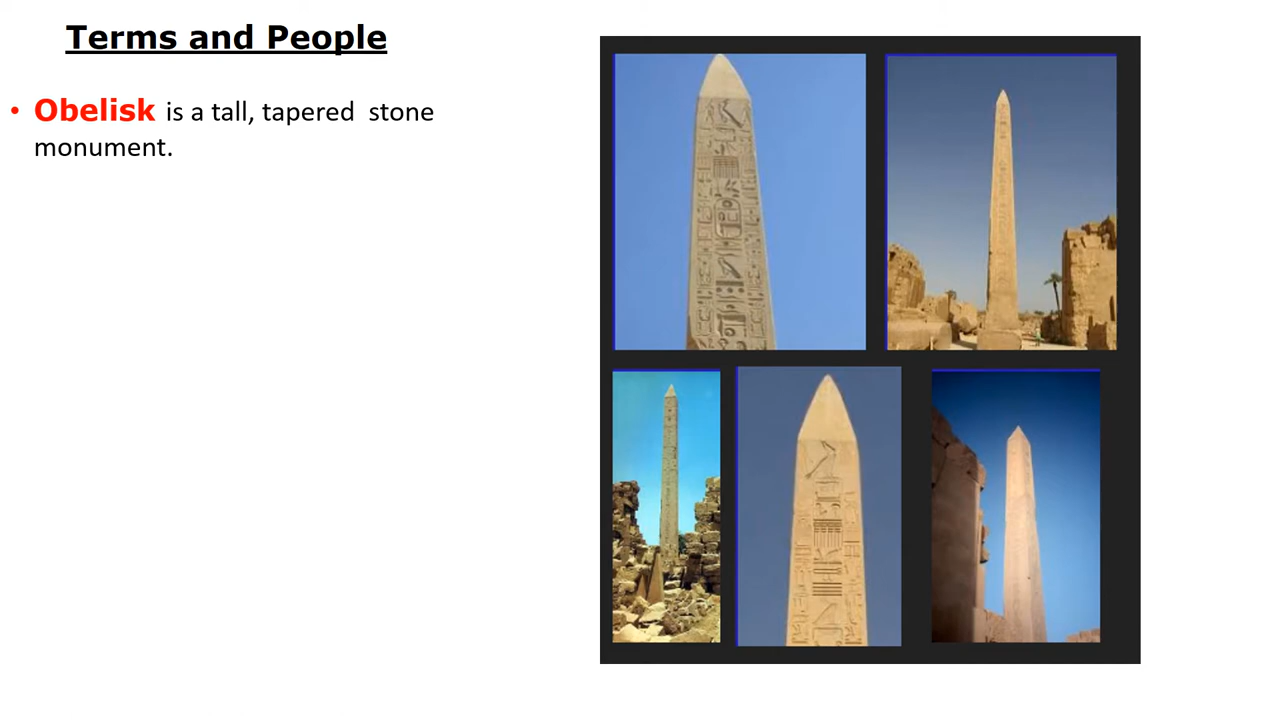 Terms and People
• Obelisk is a tall, tapered stone
monument.